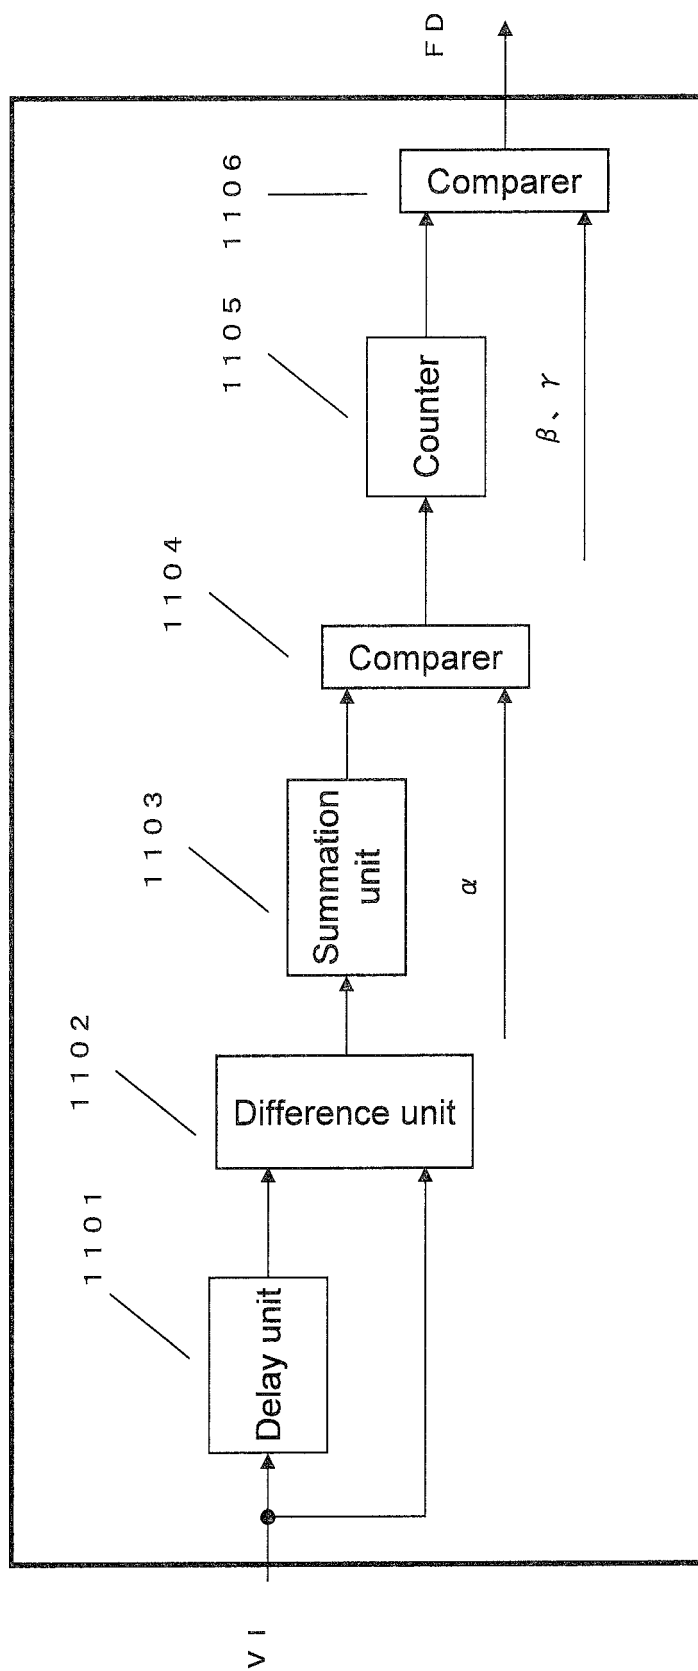 FD
1106
Comparer
1105
Counter
β、γ
1104
Comparer
1103
Summation
unit
α
1102
Difference unit
1101
Delay unit
VI